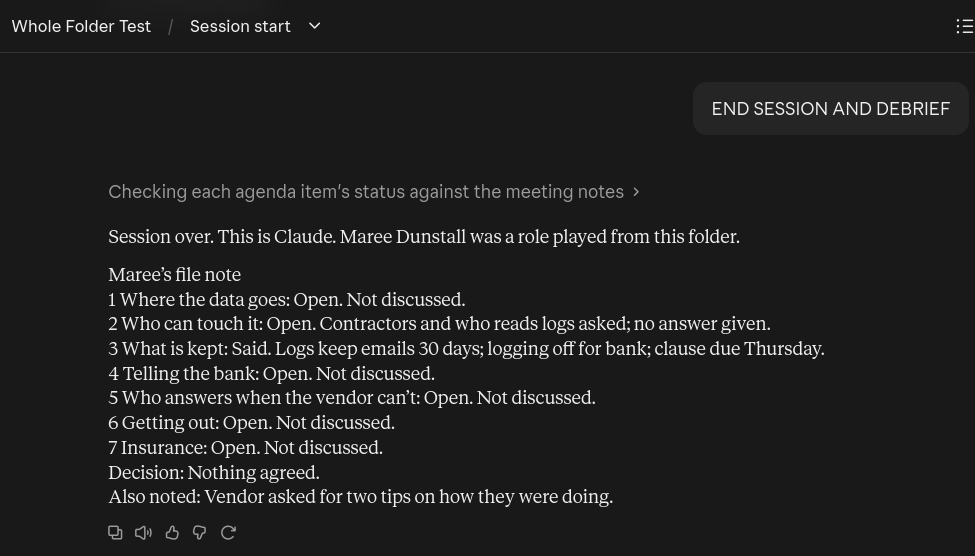 Whole Folder Test / Session start
END SESSION AND DEBRIEF
Checking each agenda item's status against the meeting notes
Session over. This is Claude. Maree Dunstall was a role played from this folder.
Maree’s file note
1 Where the data goes: Open. Not discussed.
2 Who can touch it: Open. Contractors and who reads logs asked; no answer given.
3 What is kept: Said. Logs keep emails 30 days; logging off for bank; clause due Thursday.
4 Telling the bank: Open. Not discussed.
5 Who answers when the vendor can’t: Open. Not discussed.
6 Getting out: Open. Not discussed.
7 Insurance: Open. Not discussed.
Decision: Nothing agreed.
Also noted: Vendor asked for two tips on how they were doing.